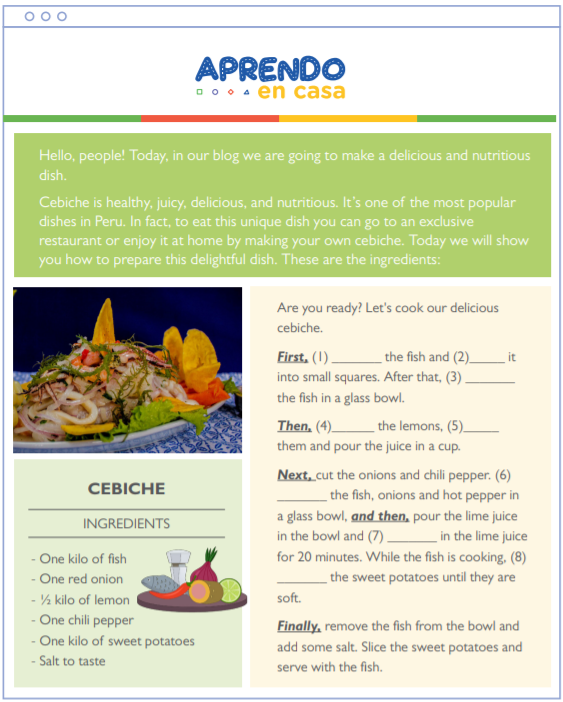 APRENDO
en casa
Hello, people! Today, in our blog we are going to make a delicious and nutritious
dish.
Cebiche is healthy, juicy, delicious, and nutritious. It's one of the most popular
dishes in Peru. In fact, to eat this unique dish you can go to an exclusive
restaurant or enjoy it at home by making your own cebiche. Today we will show
you how to prepare this delightful dish. These are the ingredients:
CEBICHE
INGREDIENTS
- One kilo of fish
- One red onion
- ½ kilo of lemon
- One chili pepper
- One kilo of sweet potatoes
- Salt to taste
Are you ready? Let's cook our delicious
cebiche.
First, (1) _______ the fish and (2)_____ it
into small squares. After that, (3) _______
the fish in a glass bowl.
Then, (4)_______ the lemons, (5)_____
them and pour the juice in a cup.
Next, cut the onions and chili pepper. (6)
_______ the fish, onions and hot pepper in
a glass bowl, and then, pour the lime juice
in the bowl and (7) _______ in the lime juice
for 20 minutes. While the fish is cooking, (8)
_______ the sweet potatoes until they are
soft.
Finally, remove the fish from the bowl and
add some salt. Slice the sweet potatoes and
serve with the fish.